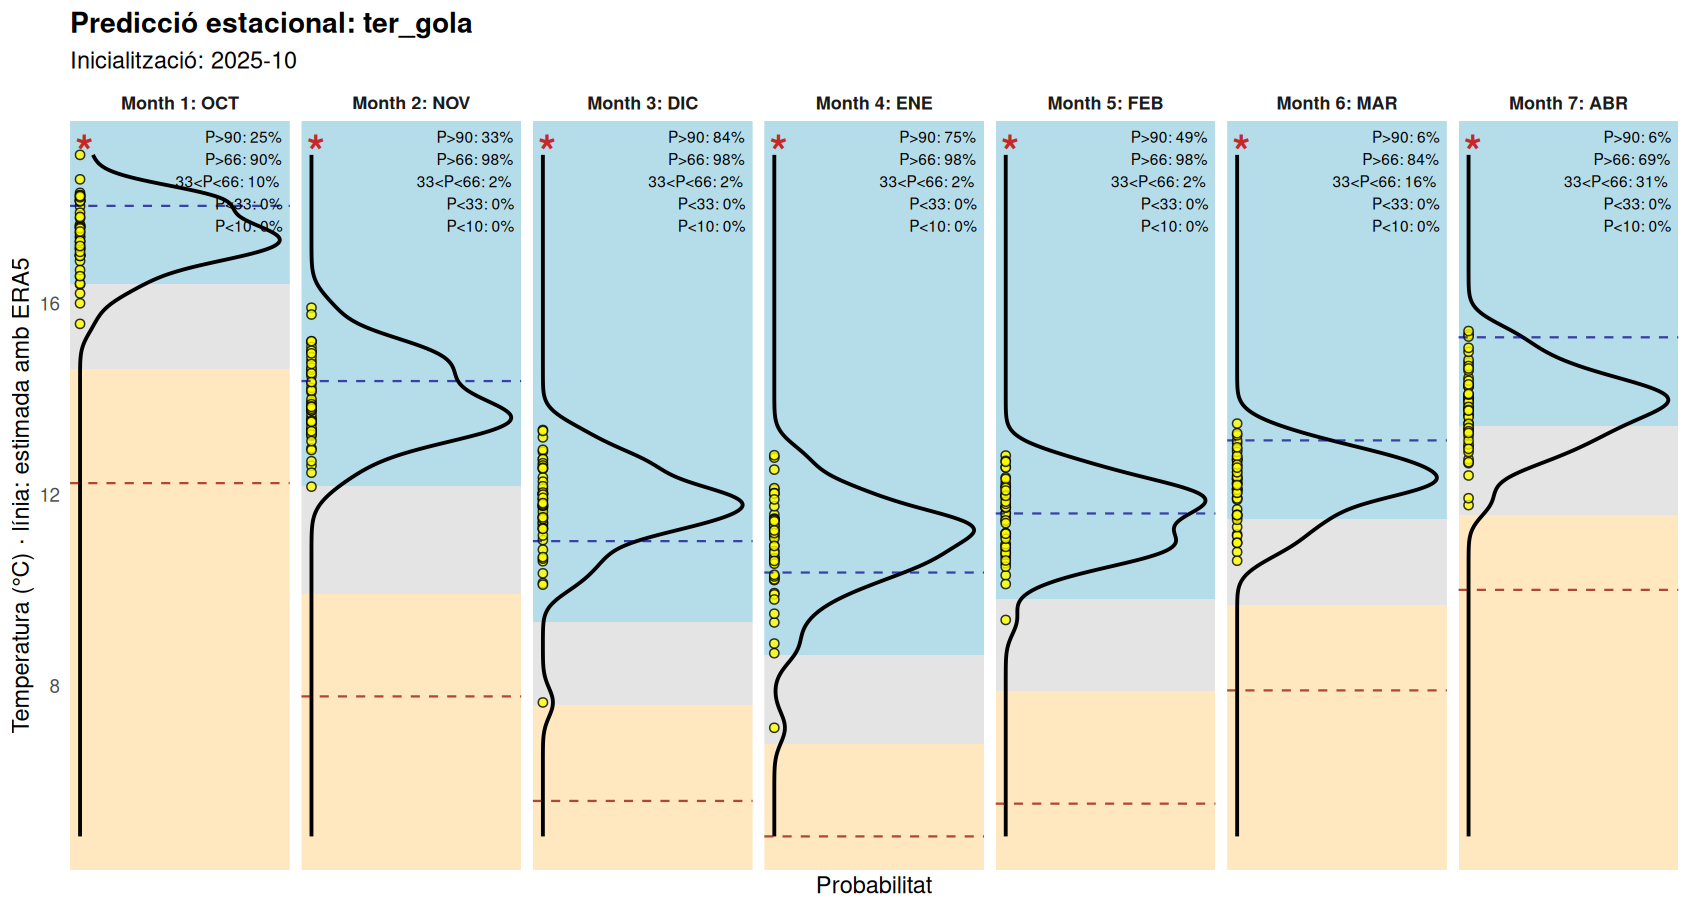 Predicció estacional: ter_gola
Inicialització: 2025-10
Month 1: OCT
Month 2: NOV
Month 3: DIC
Month 4: ENE
Month 5: FEB
Month 6: MAR
Month 7: ABR
*
P>90: 25%
P>66: 90%
33<P<66: 10%
P<33: 0%
P<10: 0%
*
P>90: 33%
P>66: 98%
33<P<66: 2%
P<33: 0%
P<10: 0%
*
P>90: 84%
P>66: 98%
33<P<66: 2%
P<33: 0%
P<10: 0%
*
P>90: 75%
P>66: 98%
33<P<66: 2%
P<33: 0%
P<10: 0%
*
P>90: 49%
P>66: 98%
33<P<66: 2%
P<33: 0%
P<10: 0%
*
P>90: 6%
P>66: 84%
33<P<66: 16%
P<33: 0%
P<10: 0%
*
P>90: 6%
P>66: 69%
33<P<66: 31%
P<33: 0%
P<10: 0%
Temperatura (°C) · línia: estimada amb ERA5
16
12
8
Probabilitat